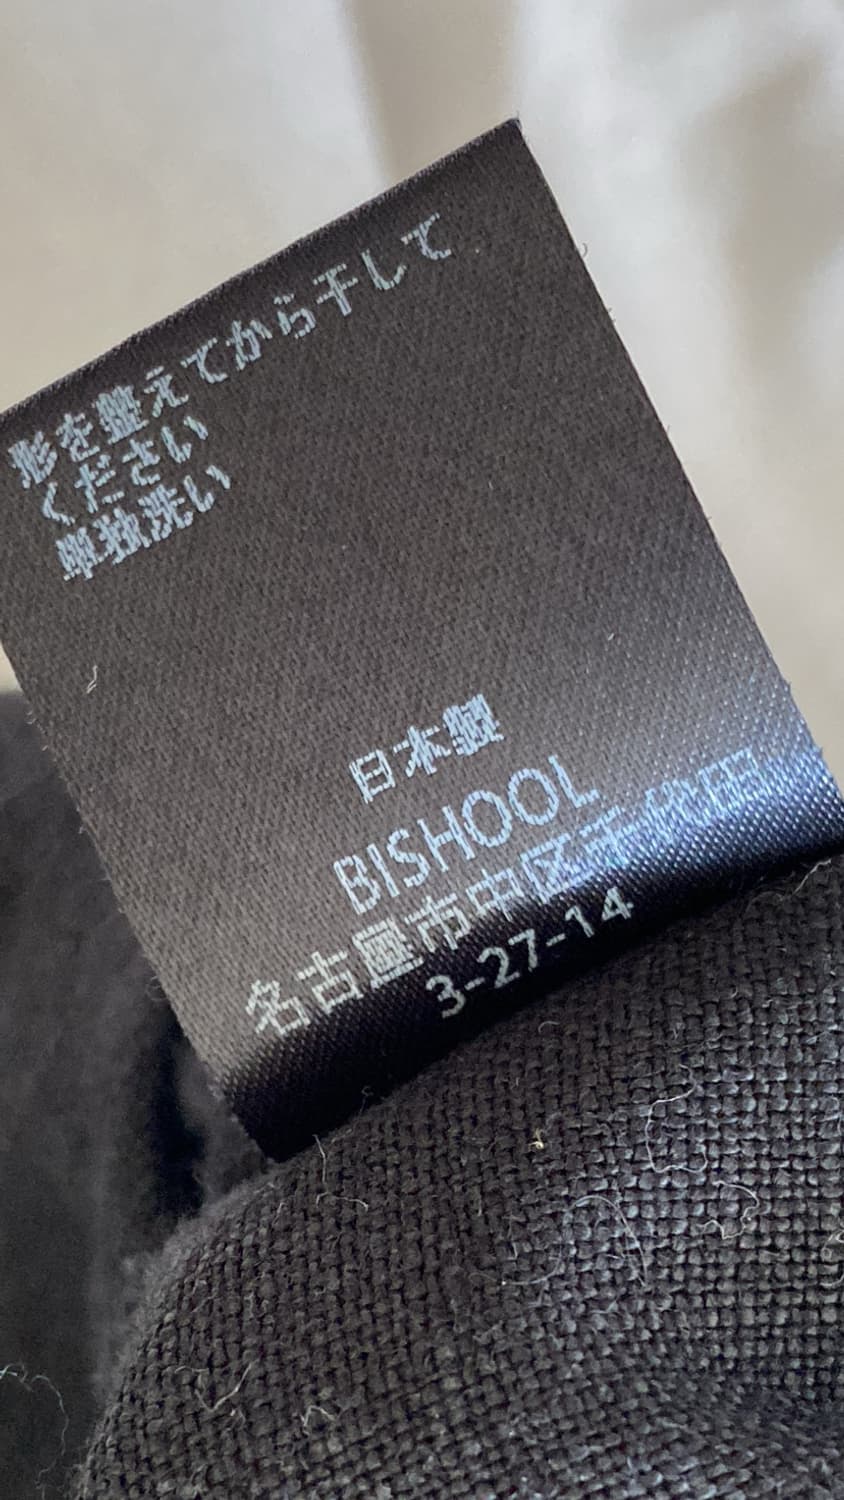 形を整えてから干して
ください
単独洗い
日本製
BISHOOL
名古屋市中区千代田
3-27-14